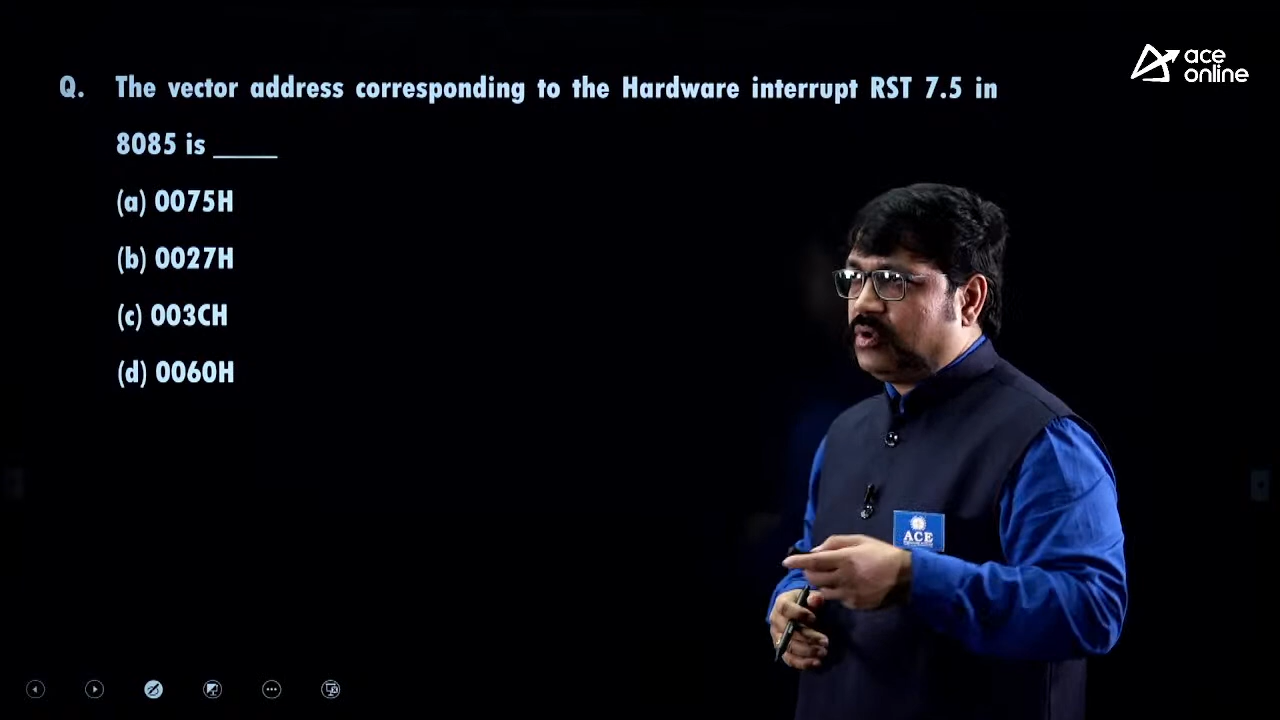 ace
online
Q. The vector address corresponding to the Hardware interrupt RST 7.5 in
8085 is _____
(a) 0075H
(b) 0027H
(c) 003CH
(d) 0060H
ACE